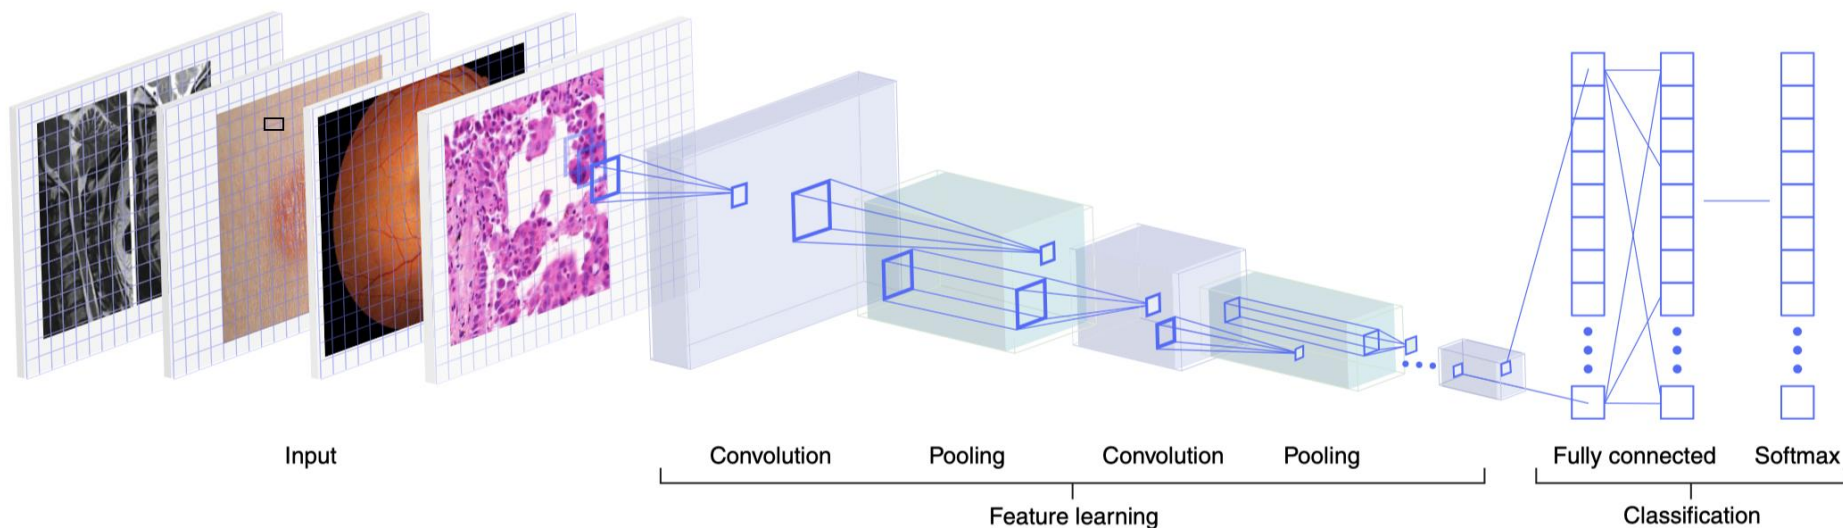 Input
Convolution
Pooling
Convolution
Pooling
Fully connected
Softmax
Feature learning
Classification